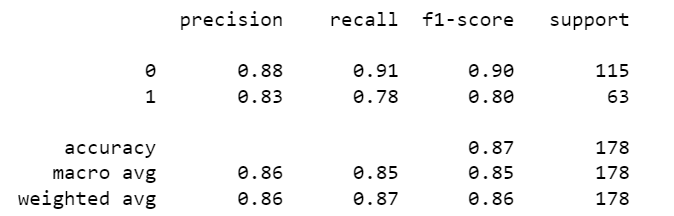 precision recall f1-score support
0 0.88 0.91 0.90 115
1 0.83 0.78 0.80 63
accuracy 0.87 178
macro avg 0.86 0.85 0.85 178
weighted avg 0.86 0.87 0.86 178